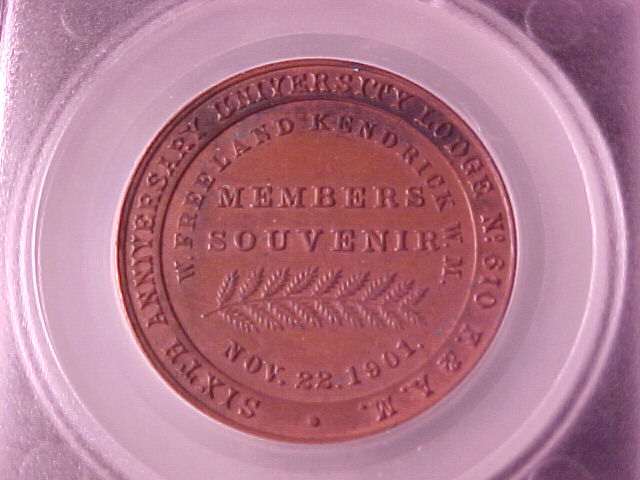 SIXTH ANNIVERSARY UNIVERSITY LODGE, No: 610 F. & A. M.
W. FREELAND KENDRICK W. M.
MEMBERS
SOUVENIR
NOV. 22. 1901.